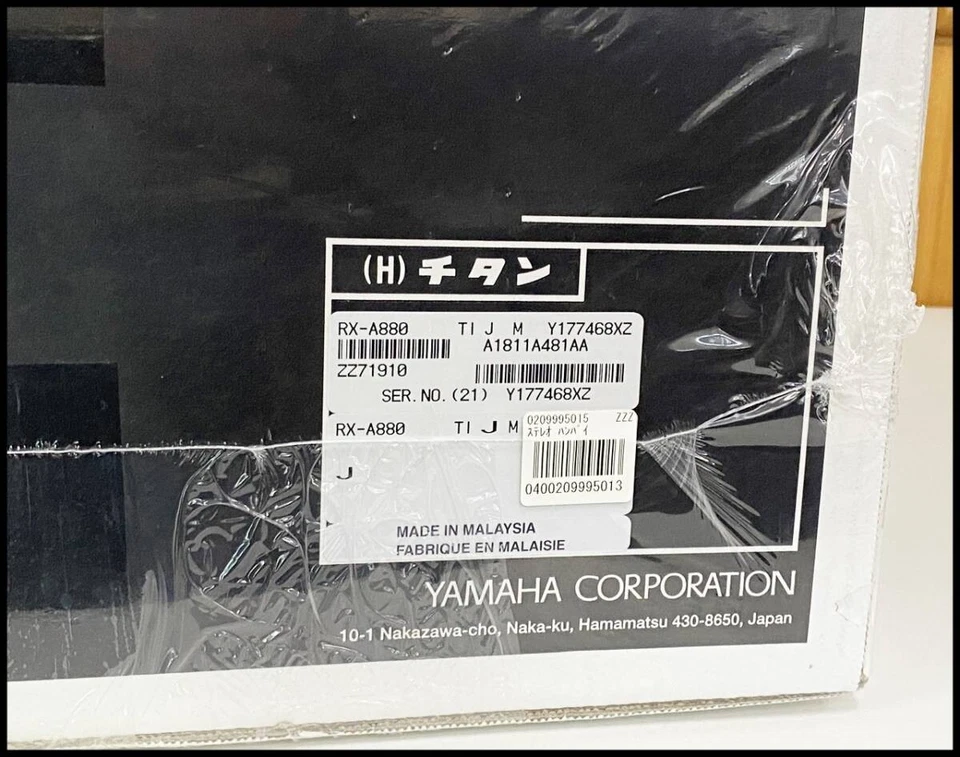 (H)チタン
RX-A880 TI J M Y177468XZ
A1811A481AA
ZZ71910
SER.NO.(21) Y177468XZ
RX-A880 TI J M
0209995015 ZZZ
ステレオ ハンバイ
0400209995013
J
MADE IN MALAYSIA
FABRIQUE EN MALAISIE
YAMAHA CORPORATION
10-1 Nakazawa-cho, Naka-ku, Hamamatsu 430-8650, Japan